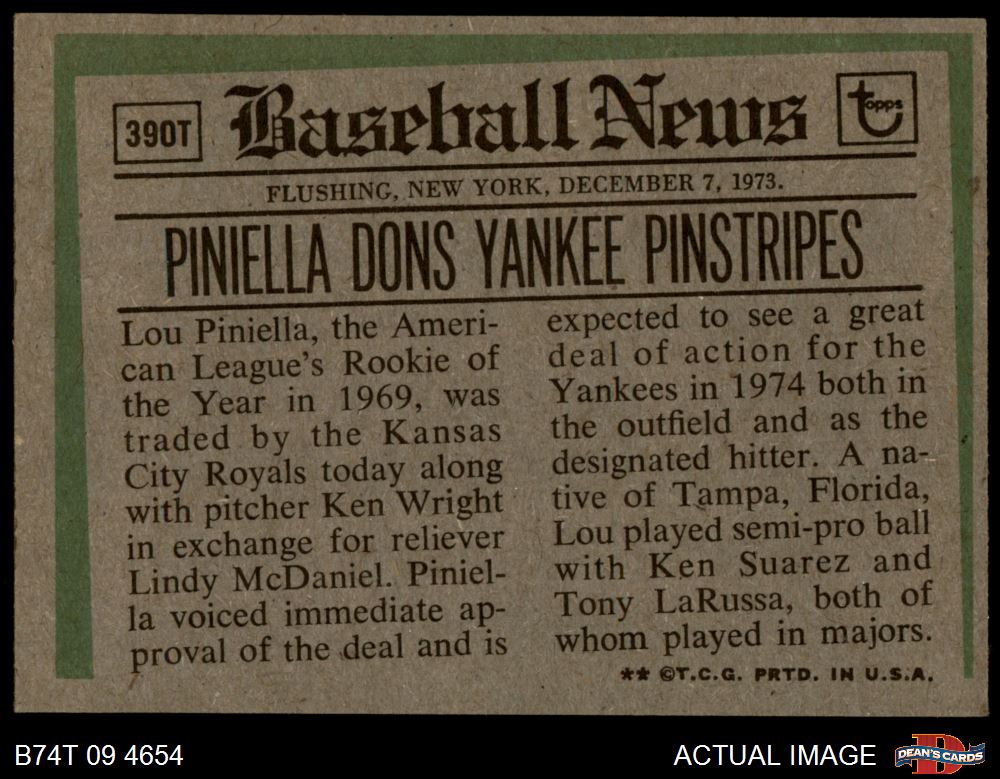 390T
Baseball News
topps
FLUSHING, NEW YORK, DECEMBER 7, 1973.
PINIELLA DONS YANKEE PINSTRIPES
Lou Piniella, the Ameri-
can League's Rookie of
the Year in 1969, was
traded by the Kansas
City Royals today along
with pitcher Ken Wright
in exchange for reliever
Lindy McDaniel. Piniel-
la voiced immediate ap-
proval of the deal and is
expected to see a great
deal of action for the
Yankees in 1974 both in
the outfield and as the
designated hitter. A na-
tive of Tampa, Florida,
Lou played semi-pro ball
with Ken Suarez and
Tony LaRussa, both of
whom played in majors.
** ©T.C.G. PRTD. IN U.S.A.
B74T 09 4654
ACTUAL IMAGE
DEAN'S CARDS